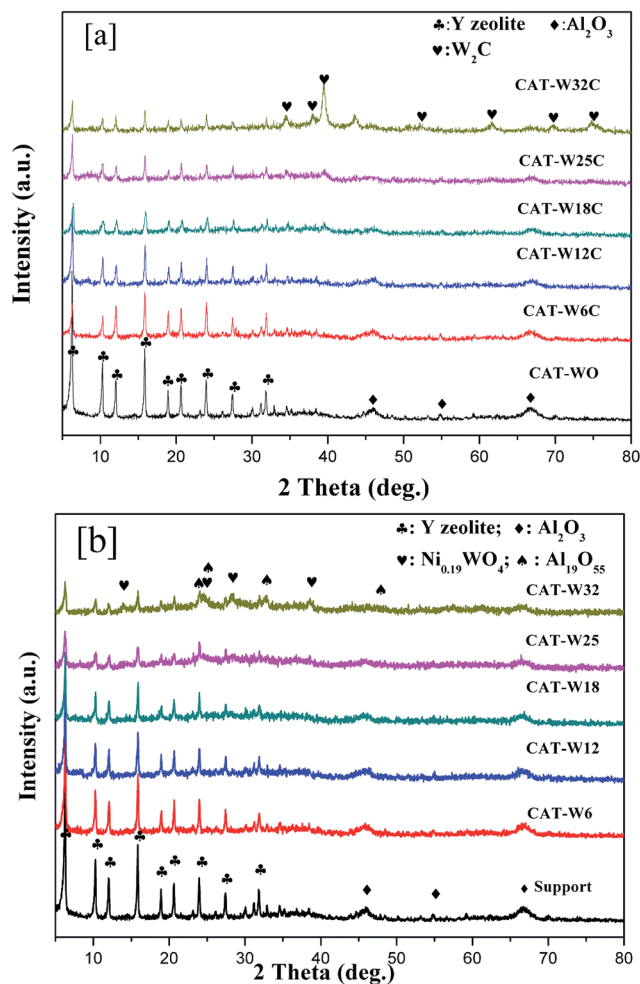 [a]
♣:Y zeolite ♦:Al₂O₃
♥:W₂C
CAT-W32C
CAT-W25C
CAT-W18C
CAT-W12C
CAT-W6C
CAT-WO
Intensity (a.u.)
10 20 30 40 50 60 70 80
2 Theta (deg.)
[b]
♣: Y zeolite; ♦: Al₂O₃
♥: Ni₀.₁₉WO₄; ♠: Al₁₉O₅₅
CAT-W32
CAT-W25
CAT-W18
CAT-W12
CAT-W6
♦ Support
Intensity (a.u.)
10 20 30 40 50 60 70 80
2 Theta (deg.)